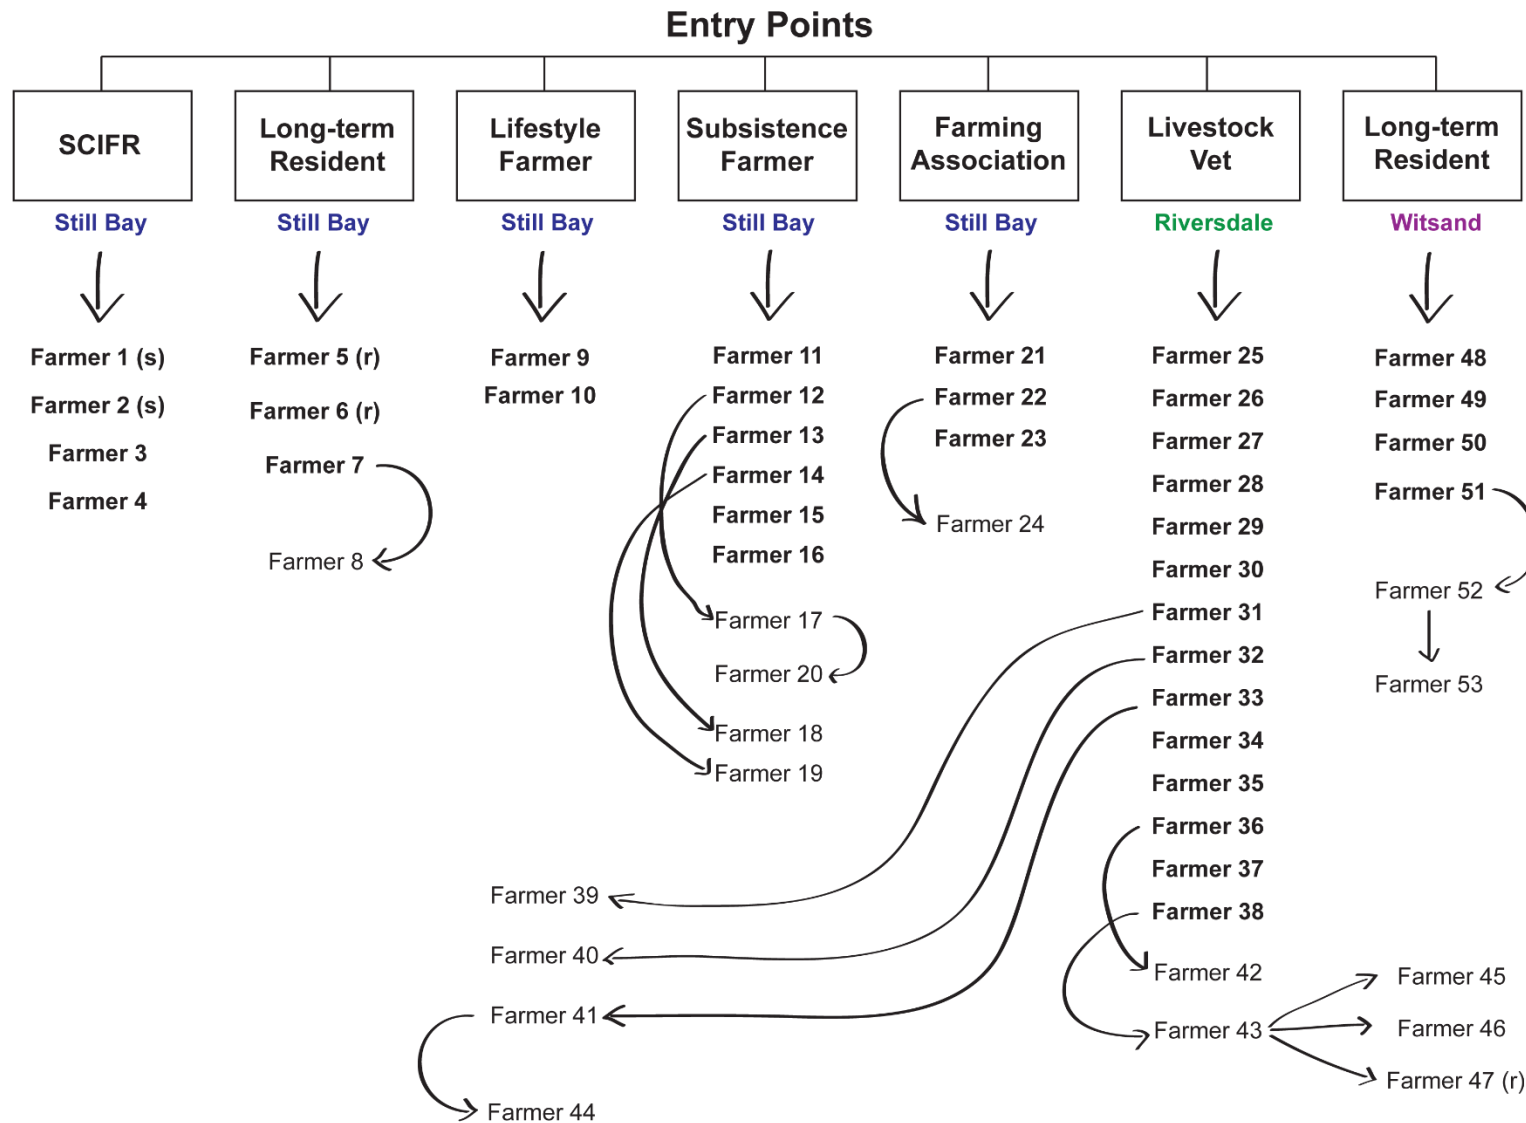 Entry Points
SCIFR
Still Bay
Farmer 1 (s)
Farmer 2 (s)
Farmer 3
Farmer 4
Long-term
Resident
Still Bay
Farmer 5 (r)
Farmer 6 (r)
Farmer 7
Farmer 8
Lifestyle
Farmer
Still Bay
Farmer 9
Farmer 10
Subsistence
Farmer
Still Bay
Farmer 11
Farmer 12
Farmer 13
Farmer 14
Farmer 15
Farmer 16
Farmer 17
Farmer 20
Farmer 18
Farmer 19
Farming
Association
Still Bay
Farmer 21
Farmer 22
Farmer 23
Farmer 24
Livestock
Vet
Riversdale
Farmer 25
Farmer 26
Farmer 27
Farmer 28
Farmer 29
Farmer 30
Farmer 31
Farmer 32
Farmer 33
Farmer 34
Farmer 35
Farmer 36
Farmer 37
Farmer 38
Farmer 39
Farmer 40
Farmer 41
Farmer 44
Farmer 42
Farmer 43
Farmer 45
Farmer 46
Farmer 47 (r)
Long-term
Resident
Witsand
Farmer 48
Farmer 49
Farmer 50
Farmer 51
Farmer 52
Farmer 53